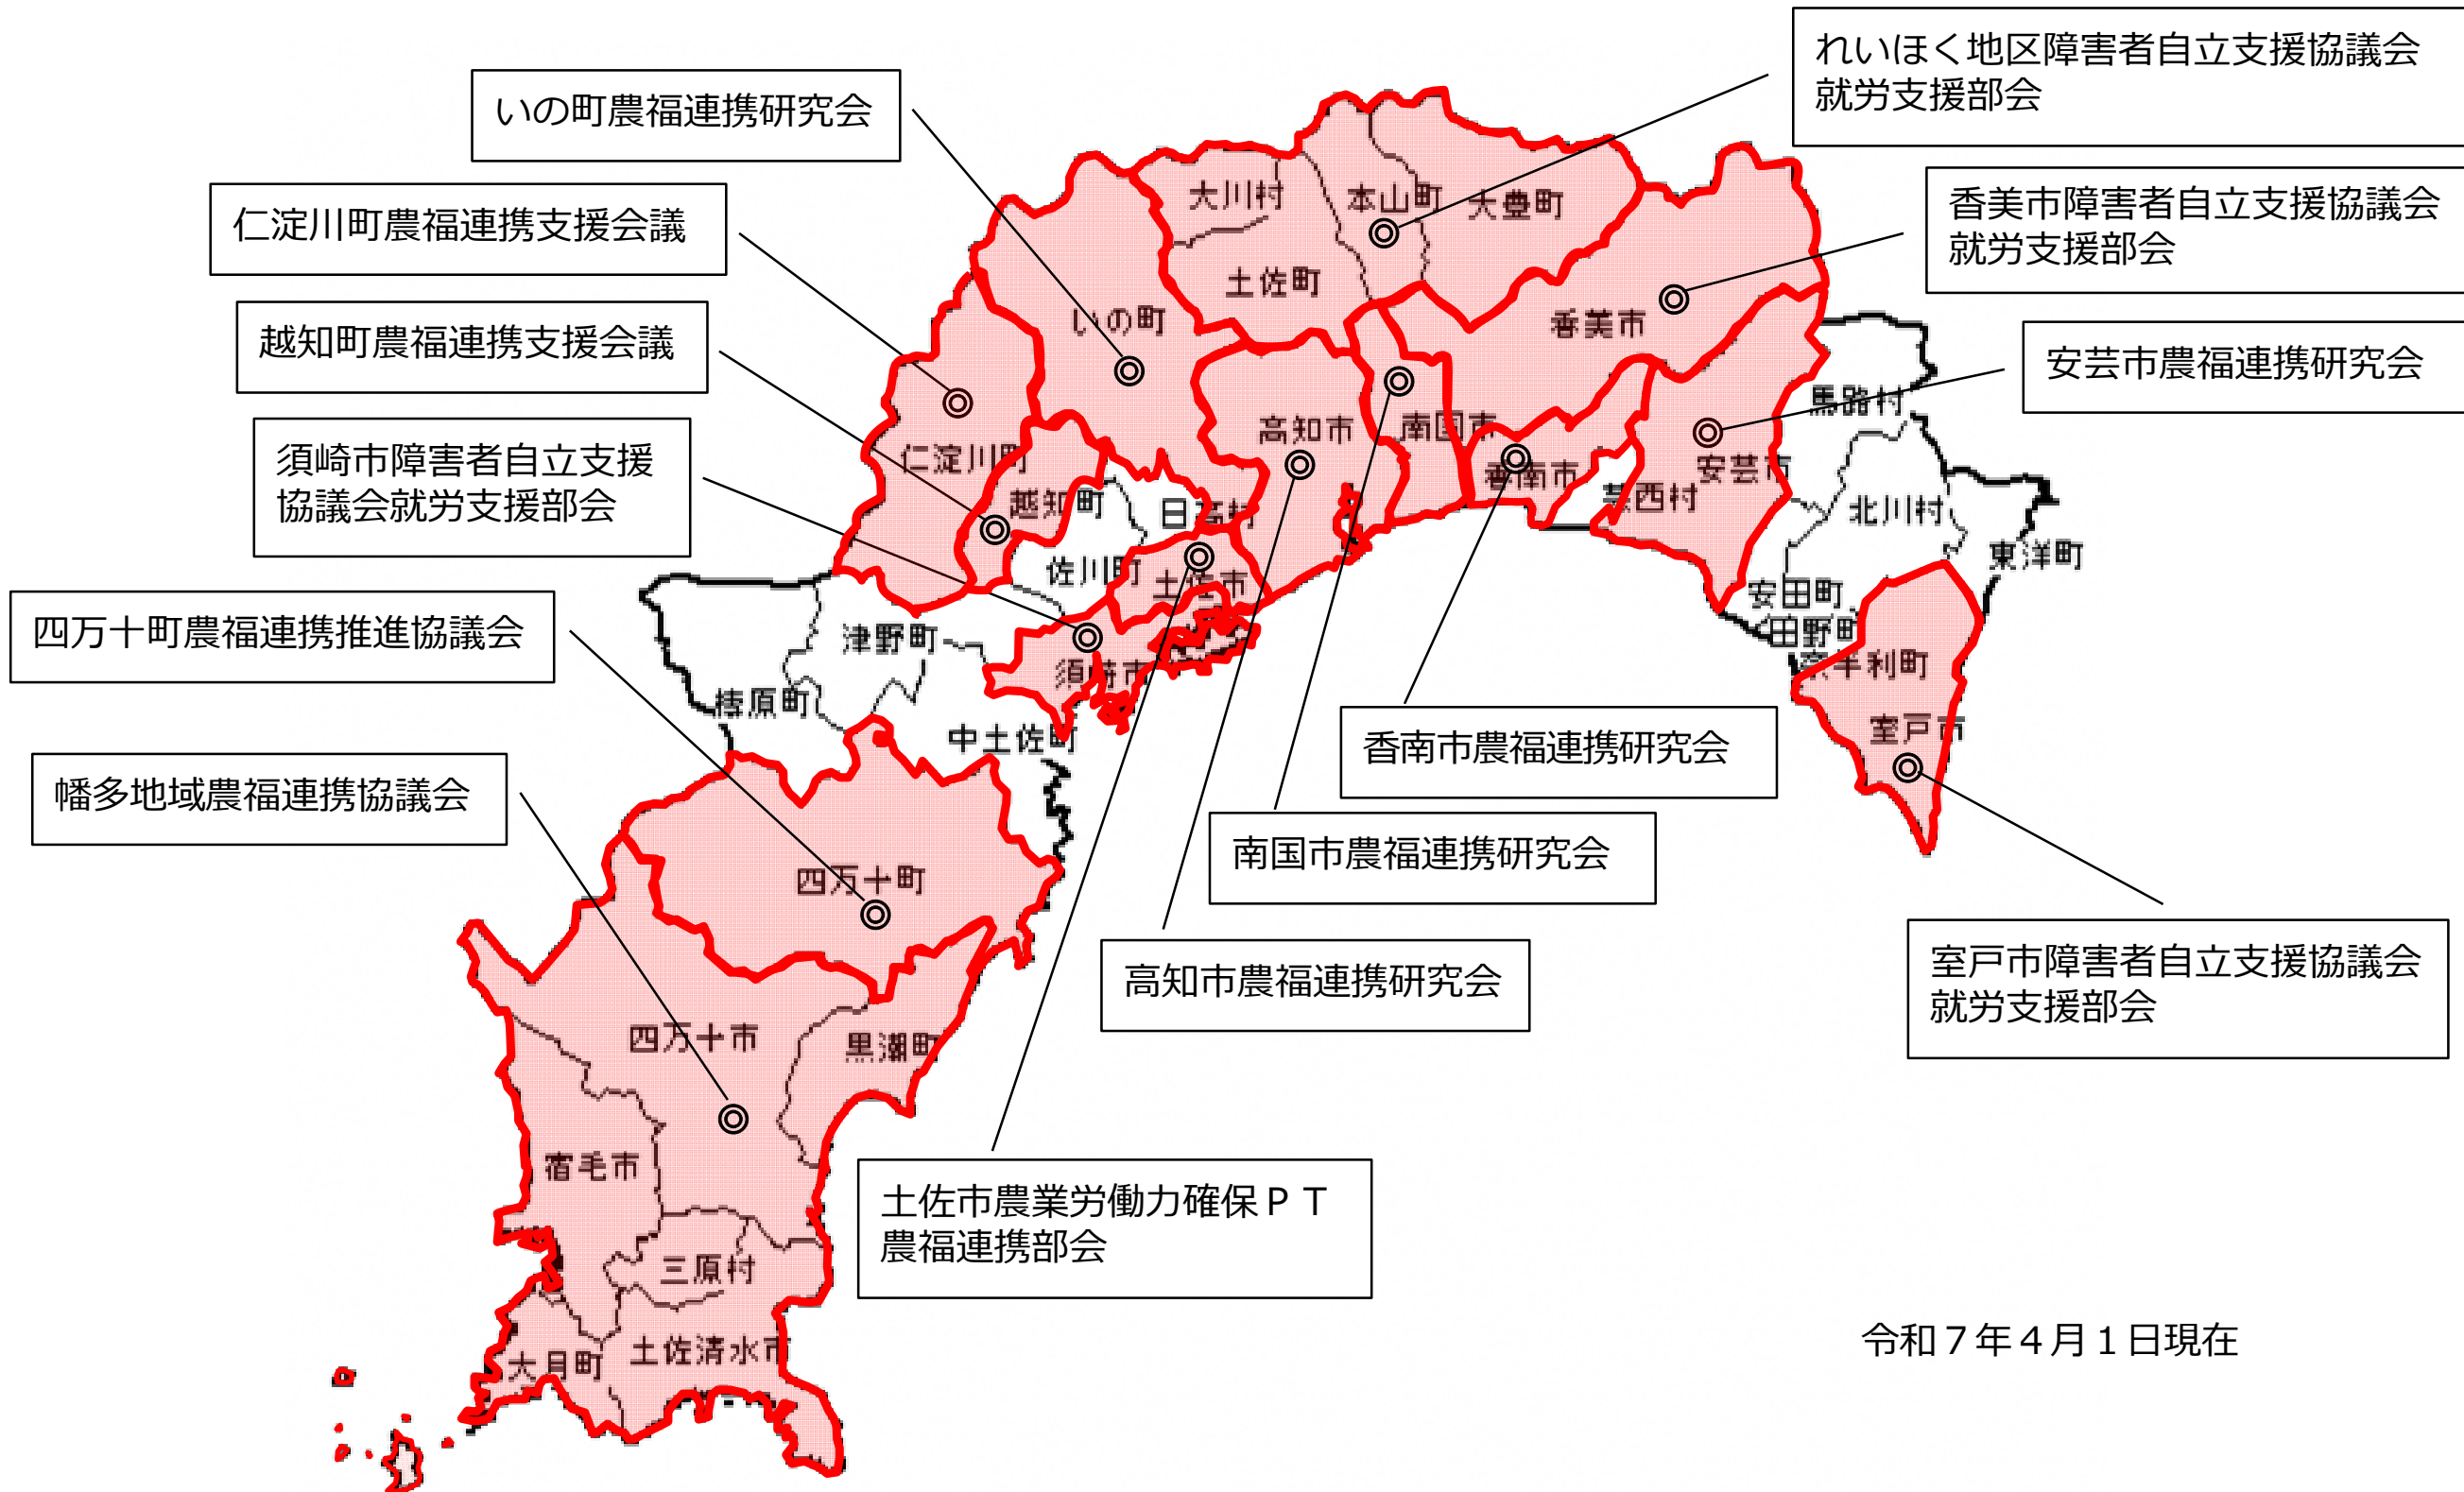 れいほく地区障害者自立支援協議会
就労支援部会
いの町農福連携研究会
香美市障害者自立支援協議会
就労支援部会
仁淀川町農福連携支援会議
越知町農福連携支援会議
安芸市農福連携研究会
須崎市障害者自立支援
協議会就労支援部会
四万十町農福連携推進協議会
幡多地域農福連携協議会
香南市農福連携研究会
南国市農福連携研究会
高知市農福連携研究会
室戸市障害者自立支援協議会
就労支援部会
土佐市農業労働力確保ＰＴ
農福連携部会
大川村
本山町
大豊町
土佐町
いの町
香美市
馬路村
高知市
南国市
仁淀川町
香南市
安芸市
芸西村
越知町
日高村
北川村
佐川町
東洋町
土佐市
安田町
田野町
津野町
奈半利町
須崎市
梼原町
中土佐町
室戸市
四万十町
四万十市
黒潮町
宿毛市
三原村
大月町
土佐清水市
令和７年４月１日現在